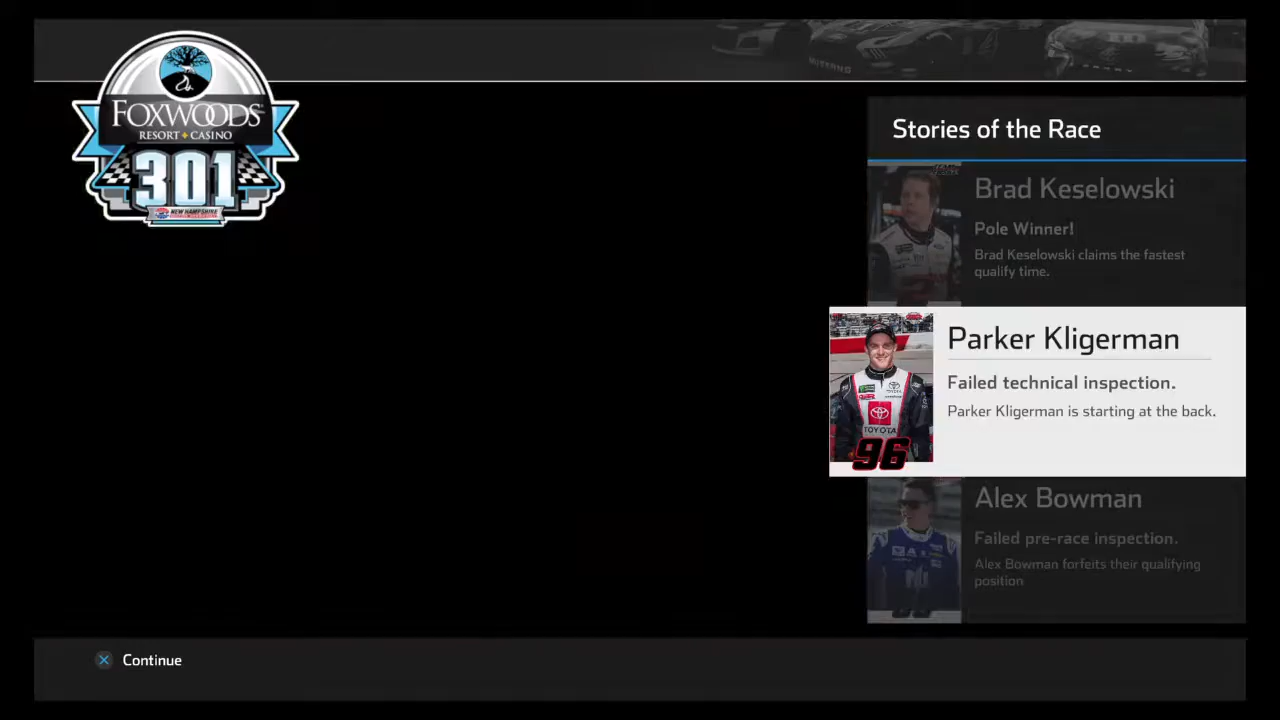 FOXWOODS
RESORT CASINO
301
NEW HAMPSHIRE
Stories of the Race
Brad Keselowski
Pole Winner!
Brad Keselowski claims the fastest
qualify time.
Parker Kligerman
Failed technical inspection.
Parker Kligerman is starting at the back.
TOYOTA
TOYOTA
96
Alex Bowman
Failed pre-race inspection.
Alex Bowman forfeits their qualifying
position
Continue